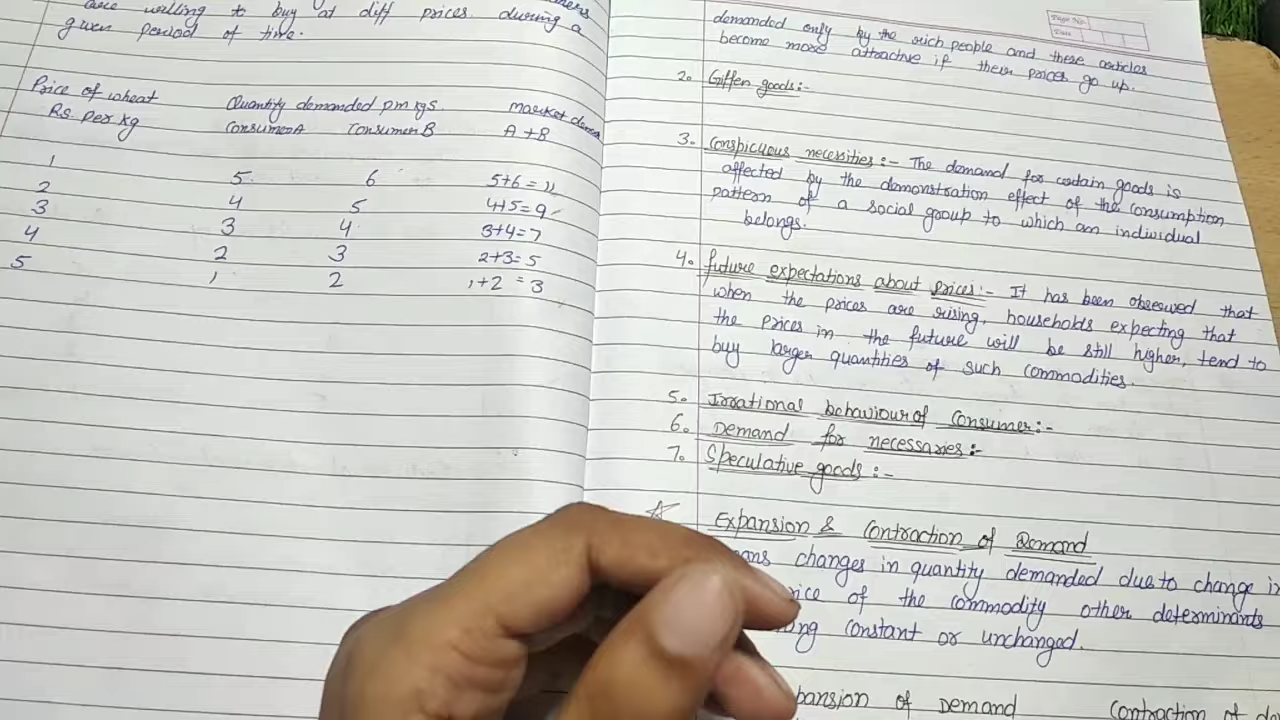 are willing to buy at diff prices during a
given period of time.
Price of wheat Quantity demanded pm kgs. market
Rs. Per Kg Consumer A Consumer B A + B
1 5 6 5+6 = 11
2 4 5 4+5=9
3 3 4 3+4=7
4 2 3 2+3=5
5 1 2 1+2 = 3
Page No.
Date
demanded only by the rich people and these articles
become more attractive if their prices go up.
2. Giffen goods:-
3. Conspicuous necessities:- The demand for certain goods is
affected by the demonstration effect of the consumption
pattern of a social group to which an individual
belongs.
4. future expectations about prices:- It has been observed that
when the prices are rising, households expecting that
the prices in the future will be still higher, tend to
buy larger quantities of such commodities.
5. Irrational behaviour of Consumer:-
6. Demand for necessaries:-
7. Speculative goods:-
Expansion & Contraction of Demand
changes in quantity demanded due to change in
of the commodity other determinants
constant or unchanged.
of Demand Contraction of